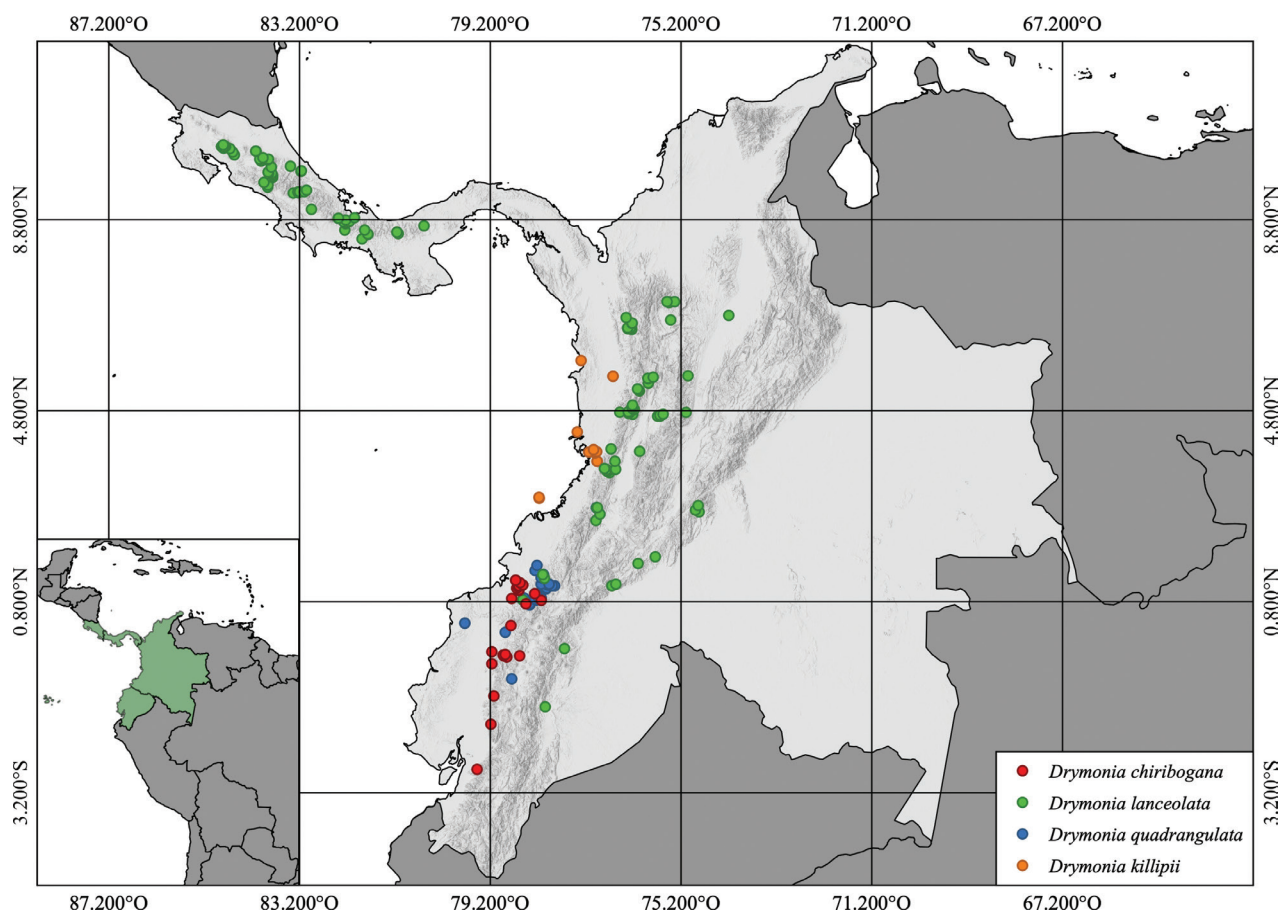 87.200°O 83.200°O 79.200°O 75.200°O 71.200°O 67.200°O
8.800°N 8.800°N
4.800°N 4.800°N
0.800°N 0.800°N
3.200°S 3.200°S
Drymonia chiribogana
Drymonia lanceolata
Drymonia quadrangulata
Drymonia killipii
87.200°O 83.200°O 79.200°O 75.200°O 71.200°O 67.200°O